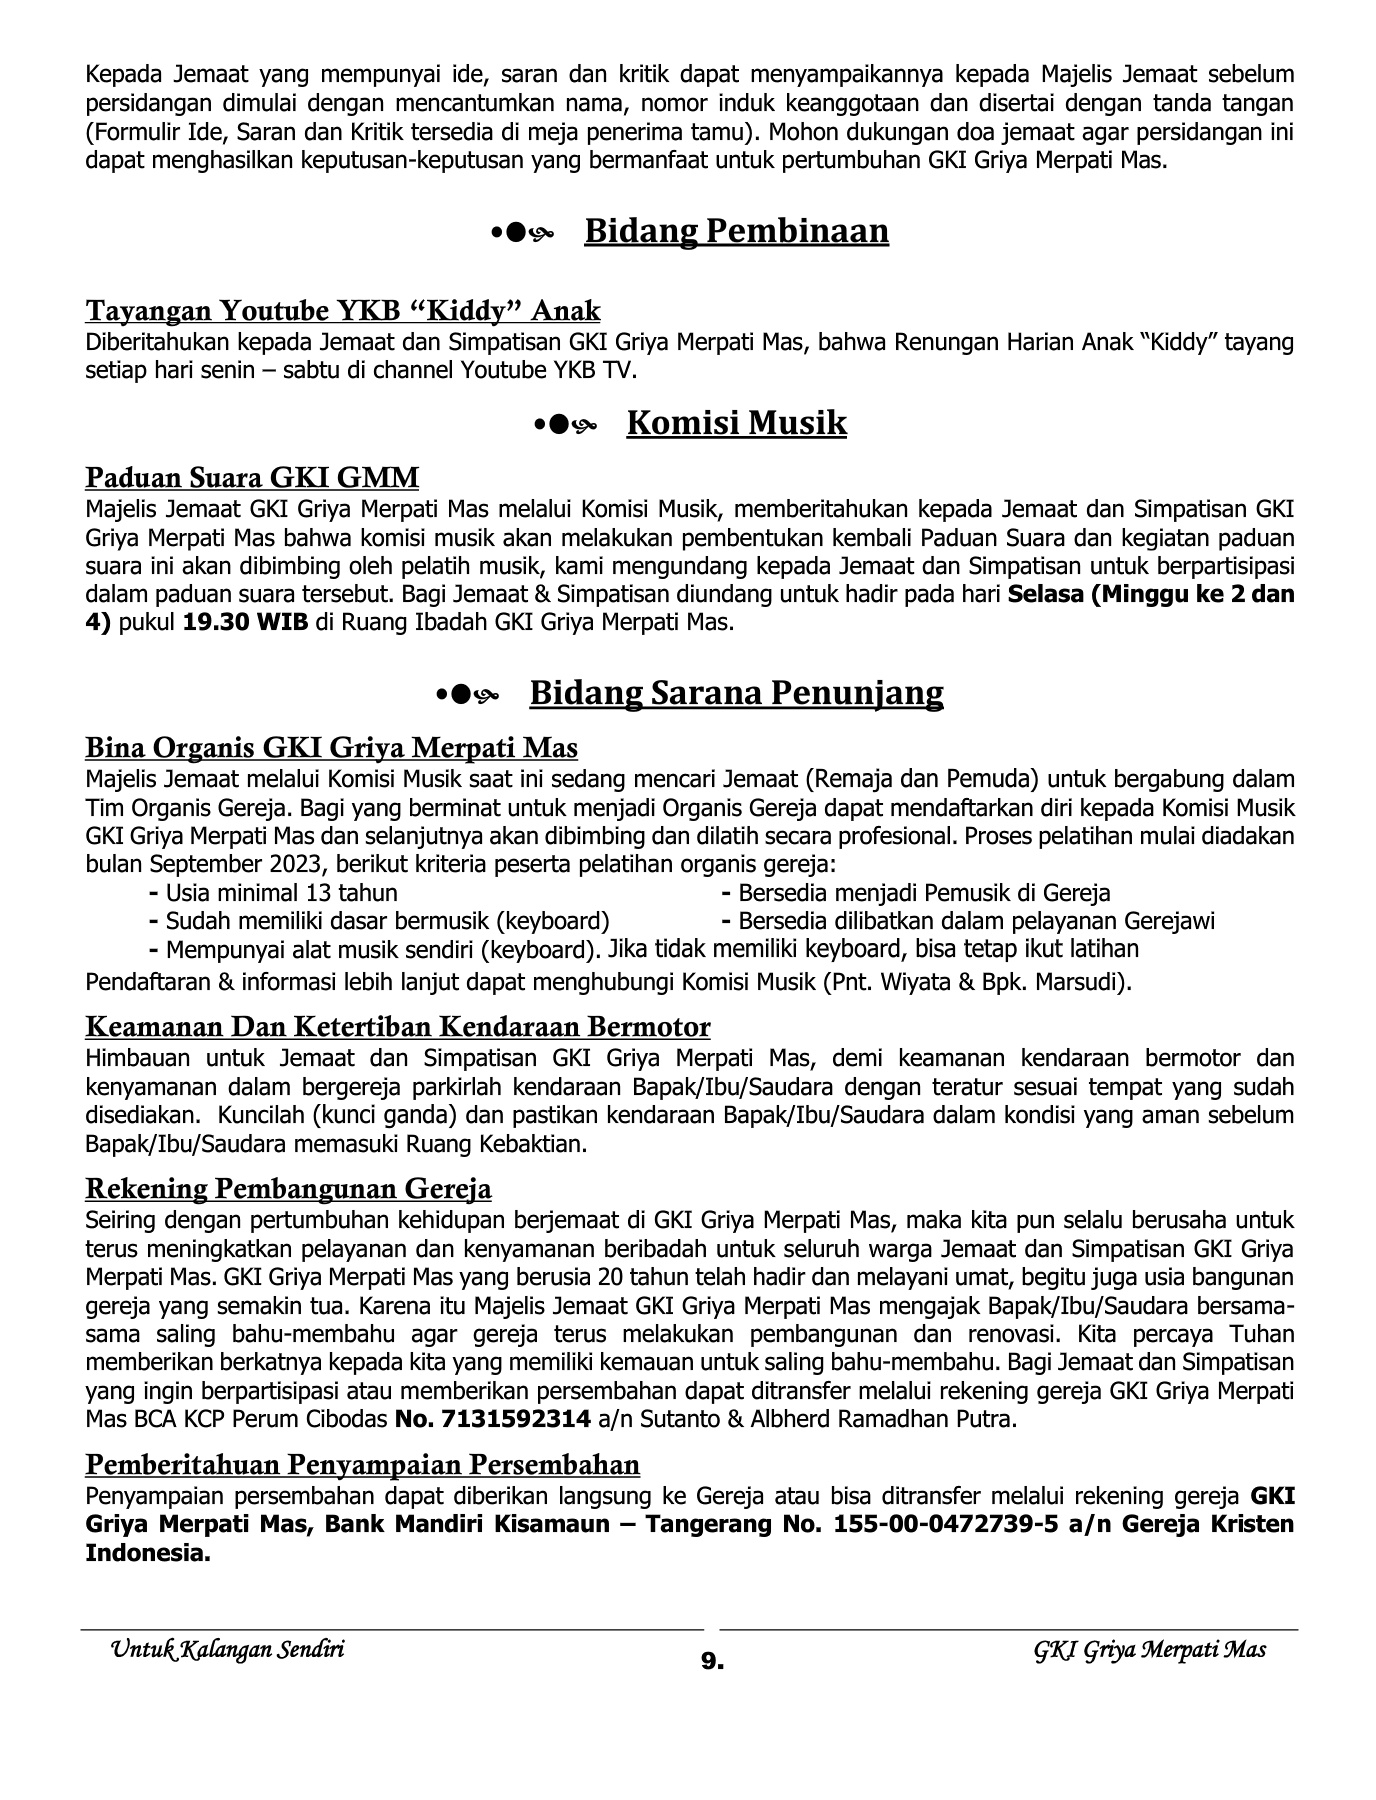 Kepada Jemaat yang mempunyai ide, saran dan kritik dapat menyampaikannya kepada Majelis Jemaat sebelum
persidangan dimulai dengan mencantumkan nama, nomor induk keanggotaan dan disertai dengan tanda tangan
(Formulir Ide, Saran dan Kritik tersedia di meja penerima tamu). Mohon dukungan doa jemaat agar persidangan ini
dapat menghasilkan keputusan-keputusan yang bermanfaat untuk pertumbuhan GKI Griya Merpati Mas.
Bidang Pembinaan
Tayangan Youtube YKB “Kiddy” Anak
Diberitahukan kepada Jemaat dan Simpatisan GKI Griya Merpati Mas, bahwa Renungan Harian Anak “Kiddy” tayang
setiap hari senin – sabtu di channel Youtube YKB TV.
Komisi Musik
Paduan Suara GKI GMM
Majelis Jemaat GKI Griya Merpati Mas melalui Komisi Musik, memberitahukan kepada Jemaat dan Simpatisan GKI
Griya Merpati Mas bahwa komisi musik akan melakukan pembentukan kembali Paduan Suara dan kegiatan paduan
suara ini akan dibimbing oleh pelatih musik, kami mengundang kepada Jemaat dan Simpatisan untuk berpartisipasi
dalam paduan suara tersebut. Bagi Jemaat & Simpatisan diundang untuk hadir pada hari Selasa (Minggu ke 2 dan
4) pukul 19.30 WIB di Ruang Ibadah GKI Griya Merpati Mas.
Bidang Sarana Penunjang
Bina Organis GKI Griya Merpati Mas
Majelis Jemaat melalui Komisi Musik saat ini sedang mencari Jemaat (Remaja dan Pemuda) untuk bergabung dalam
Tim Organis Gereja. Bagi yang berminat untuk menjadi Organis Gereja dapat mendaftarkan diri kepada Komisi Musik
GKI Griya Merpati Mas dan selanjutnya akan dibimbing dan dilatih secara profesional. Proses pelatihan mulai diadakan
bulan September 2023, berikut kriteria peserta pelatihan organis gereja:
- Usia minimal 13 tahun - Bersedia menjadi Pemusik di Gereja
- Sudah memiliki dasar bermusik (keyboard) - Bersedia dilibatkan dalam pelayanan Gerejawi
- Mempunyai alat musik sendiri (keyboard). Jika tidak memiliki keyboard, bisa tetap ikut latihan
Pendaftaran & informasi lebih lanjut dapat menghubungi Komisi Musik (Pnt. Wiyata & Bpk. Marsudi).
Keamanan Dan Ketertiban Kendaraan Bermotor
Himbauan untuk Jemaat dan Simpatisan GKI Griya Merpati Mas, demi keamanan kendaraan bermotor dan
kenyamanan dalam bergereja parkirlah kendaraan Bapak/Ibu/Saudara dengan teratur sesuai tempat yang sudah
disediakan. Kuncilah (kunci ganda) dan pastikan kendaraan Bapak/Ibu/Saudara dalam kondisi yang aman sebelum
Bapak/Ibu/Saudara memasuki Ruang Kebaktian.
Rekening Pembangunan Gereja
Seiring dengan pertumbuhan kehidupan berjemaat di GKI Griya Merpati Mas, maka kita pun selalu berusaha untuk
terus meningkatkan pelayanan dan kenyamanan beribadah untuk seluruh warga Jemaat dan Simpatisan GKI Griya
Merpati Mas. GKI Griya Merpati Mas yang berusia 20 tahun telah hadir dan melayani umat, begitu juga usia bangunan
gereja yang semakin tua. Karena itu Majelis Jemaat GKI Griya Merpati Mas mengajak Bapak/Ibu/Saudara bersama-
sama saling bahu-membahu agar gereja terus melakukan pembangunan dan renovasi. Kita percaya Tuhan
memberikan berkatnya kepada kita yang memiliki kemauan untuk saling bahu-membahu. Bagi Jemaat dan Simpatisan
yang ingin berpartisipasi atau memberikan persembahan dapat ditransfer melalui rekening gereja GKI Griya Merpati
Mas BCA KCP Perum Cibodas No. 7131592314 a/n Sutanto & Albherd Ramadhan Putra.
Pemberitahuan Penyampaian Persembahan
Penyampaian persembahan dapat diberikan langsung ke Gereja atau bisa ditransfer melalui rekening gereja GKI
Griya Merpati Mas, Bank Mandiri Kisamaun – Tangerang No. 155-00-0472739-5 a/n Gereja Kristen
Indonesia.
Untuk Kalangan Sendiri
9.
GKI Griya Merpati Mas